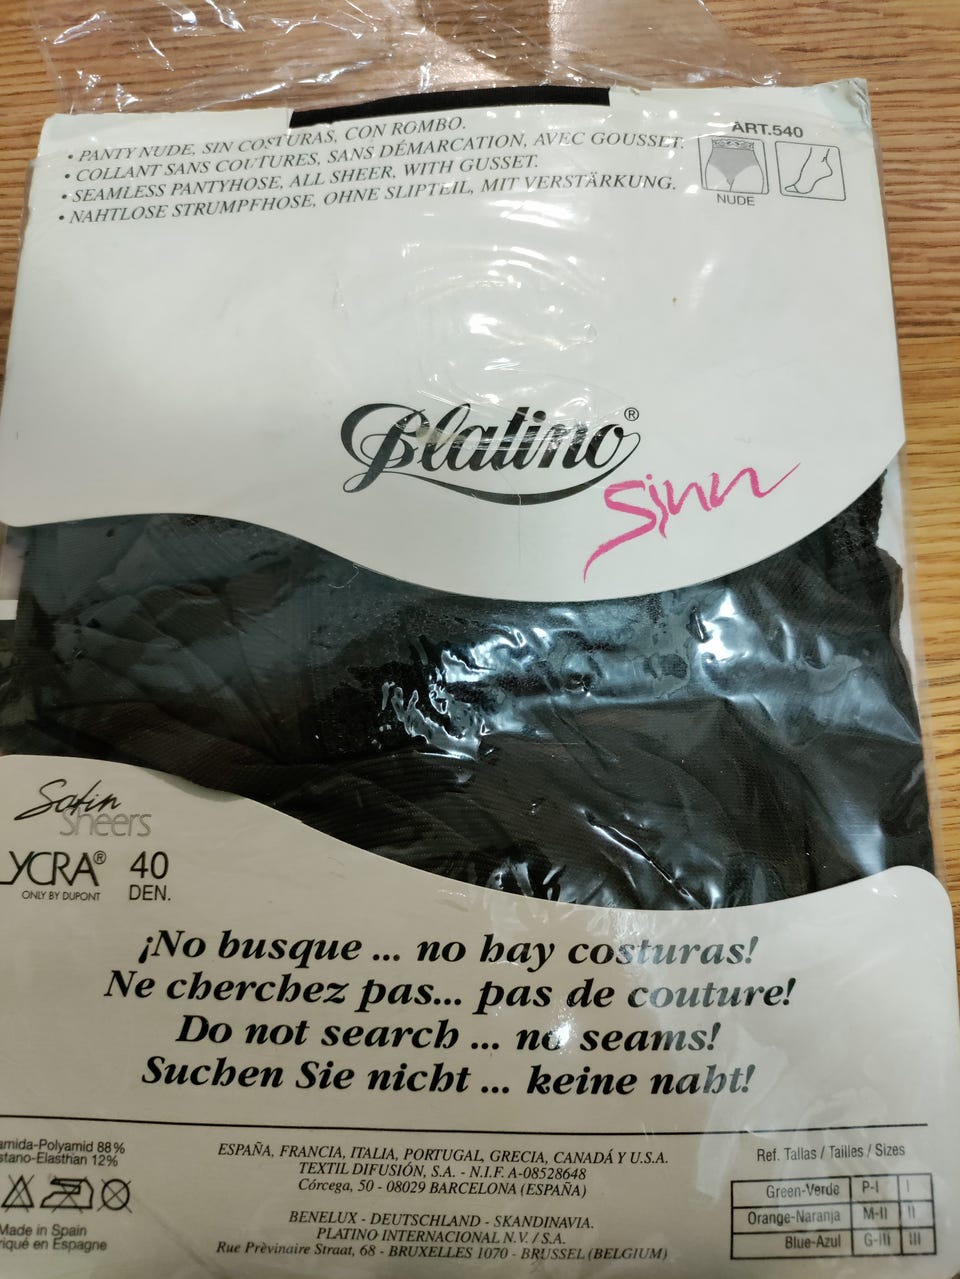 • PANTY NUDE, SIN COSTURAS, CON ROMBO.
• COLLANT SANS COUTURES, SANS DÉMARCATION, AVEC GOUSSET.
• SEAMLESS PANTYHOSE, ALL SHEER, WITH GUSSET.
• NAHTLOSE STRUMPFHOSE, OHNE SLIPTEIL, MIT VERSTÄRKUNG.
ART.540
NUDE
Platino®
Sinn
Satin
Sheers
LYCRA® 40
ONLY BY DUPONT DEN.
¡No busque ... no hay costuras!
Ne cherchez pas... pas de couture!
Do not search ... no seams!
Suchen Sie nicht ... keine naht!
amida-Polyamid 88%
stano-Elasthan 12%
Made in Spain
riqué en Espagne
ESPAÑA, FRANCIA, ITALIA, PORTUGAL, GRECIA, CANADÁ Y U.S.A.
TEXTIL DIFUSIÓN, S.A. - N.I.F. A-08528648
Córcega, 50 - 08029 BARCELONA (ESPAÑA)
BENELUX - DEUTSCHLAND - SKANDINAVIA.
PLATINO INTERNACIONAL N.V. / S.A.
Rue Prèvinaire Straat, 68 - BRUXELLES 1070 - BRUSSEL (BELGIUM)
Ref. Tallas / Tailles / Sizes
Green-Verde P-I I
Orange-Naranja M-II II
Blue-Azul G-III III